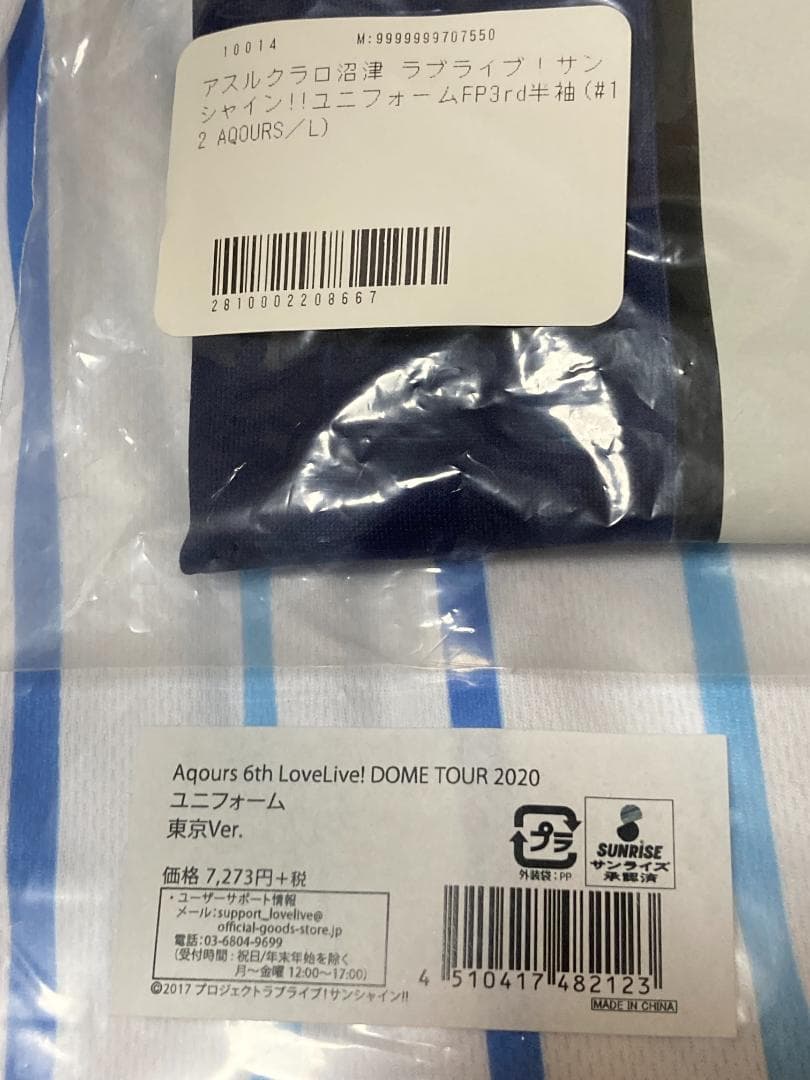 10014 M:9999999707550
アスルクラロ沼津 ラブライブ!サン
シャイン!!ユニフォームFP3rd半袖(#1
2 AQOURS/L)
2810002208667
Aqours 6th LoveLive! DOME TOUR 2020
ユニフォーム
東京Ver.
価格 7,273円+税
・ユーザーサポート情報
メール:support_lovelive@
official-goods-store.jp
電話:03-6804-9699
(受付時間:祝日/年末年始を除く
月〜金曜 12:00〜17:00)
©2017 プロジェクトラブライブ!サンシャイン!!
プラ
外装袋:PP
SUNRISE
サンライズ
承認済
4 510417 482123
MADE IN CHINA